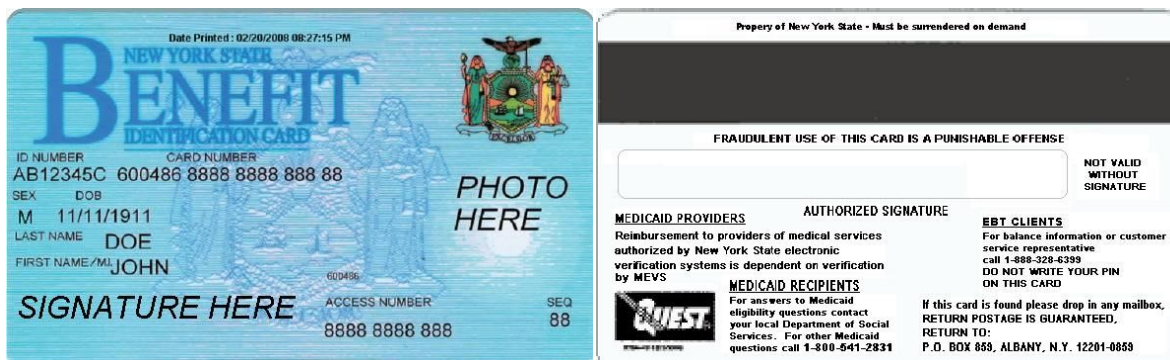 Date Printed : 02/20/2008 08:27:15 PM
NEW YORK STATE
BENEFIT
IDENTIFICATION CARD
EXCELSIOR
ID NUMBER CARD NUMBER
AB12345C 600486 8888 8888 888 88
SEX DOB
M 11/11/1911
LAST NAME DOE
FIRST NAME/M.I. JOHN
PHOTO
HERE
600486
SIGNATURE HERE
ACCESS NUMBER SEQ
8888 8888 888 88
Propery of New York State - Must be surrendered on demand
FRAUDULENT USE OF THIS CARD IS A PUNISHABLE OFFENSE
NOT VALID
WITHOUT
SIGNATURE
AUTHORIZED SIGNATURE
MEDICAID PROVIDERS
Reimbursement to providers of medical services
authorized by New York State electronic
verification systems is dependent on verification
by MEVS
MEDICAID RECIPIENTS
For answers to Medicaid
eligibility questions contact
your local Department of Social
Services. For other Medicaid
questions call 1-800-541-2831
QUEST
EBT CLIENTS
For balance information or customer
service representative
call 1-888-328-6399
DO NOT WRITE YOUR PIN
ON THIS CARD
If this card is found please drop in any mailbox,
RETURN POSTAGE IS GUARANTEED,
RETURN TO:
P.O. BOX 859, ALBANY, N.Y. 12201-0859